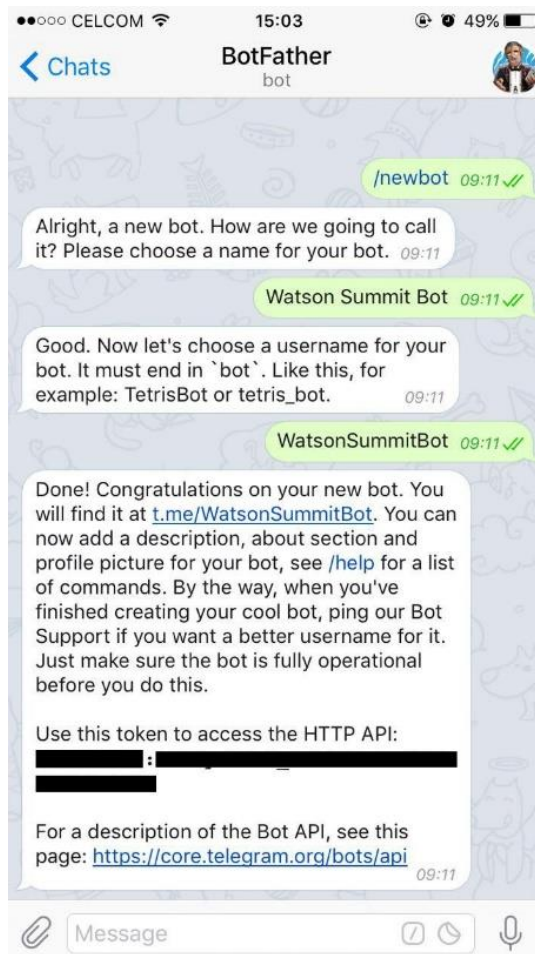 CELCOM 15:03 49%
Chats BotFather
bot
/newbot 09:11
Alright, a new bot. How are we going to call
it? Please choose a name for your bot. 09:11
Watson Summit Bot 09:11
Good. Now let's choose a username for your
bot. It must end in `bot`. Like this, for
example: TetrisBot or tetris_bot. 09:11
WatsonSummitBot 09:11
Done! Congratulations on your new bot. You
will find it at t.me/WatsonSummitBot. You can
now add a description, about section and
profile picture for your bot, see /help for a list
of commands. By the way, when you've
finished creating your cool bot, ping our Bot
Support if you want a better username for it.
Just make sure the bot is fully operational
before you do this.
Use this token to access the HTTP API:
:
For a description of the Bot API, see this
page: https://core.telegram.org/bots/api
09:11
Message